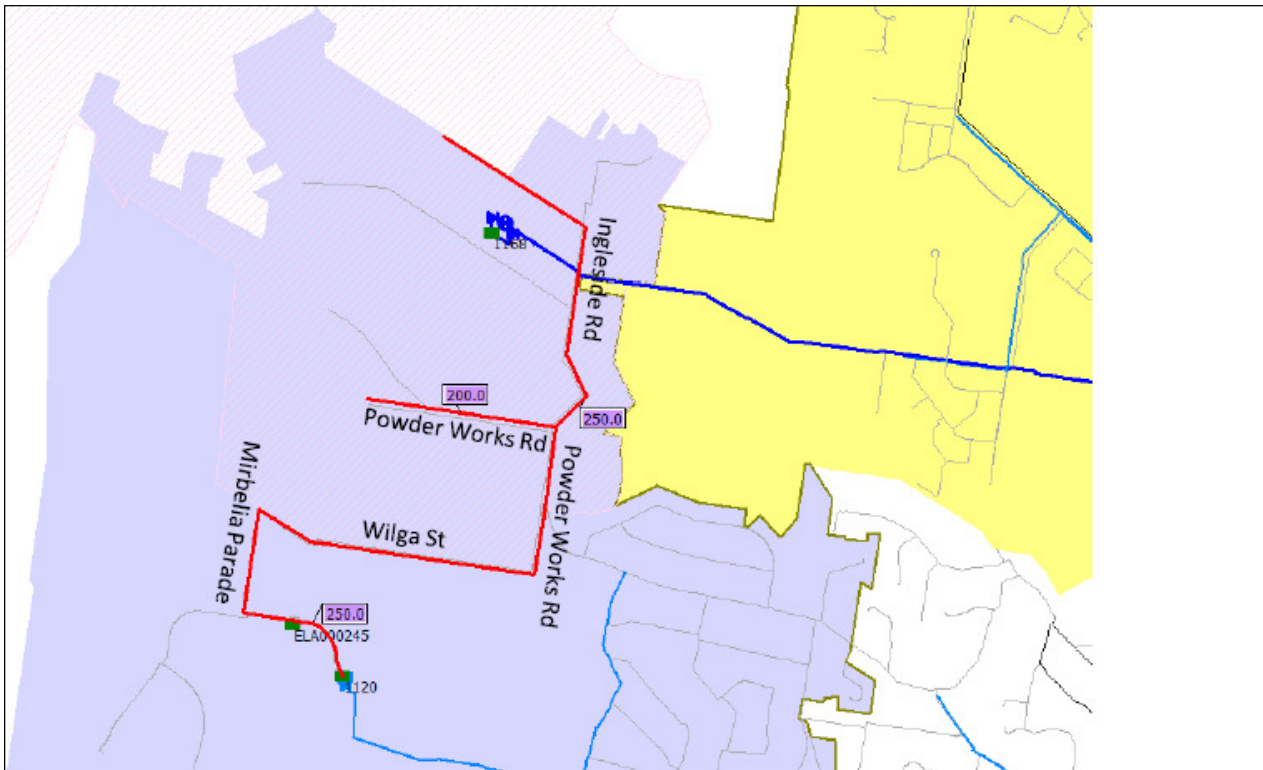 1168
Ingleside Rd
200.0
250.0
Powder Works Rd
Powder Works Rd
Mirbelia Parade
Wilga St
250.0
ELA000245
1120